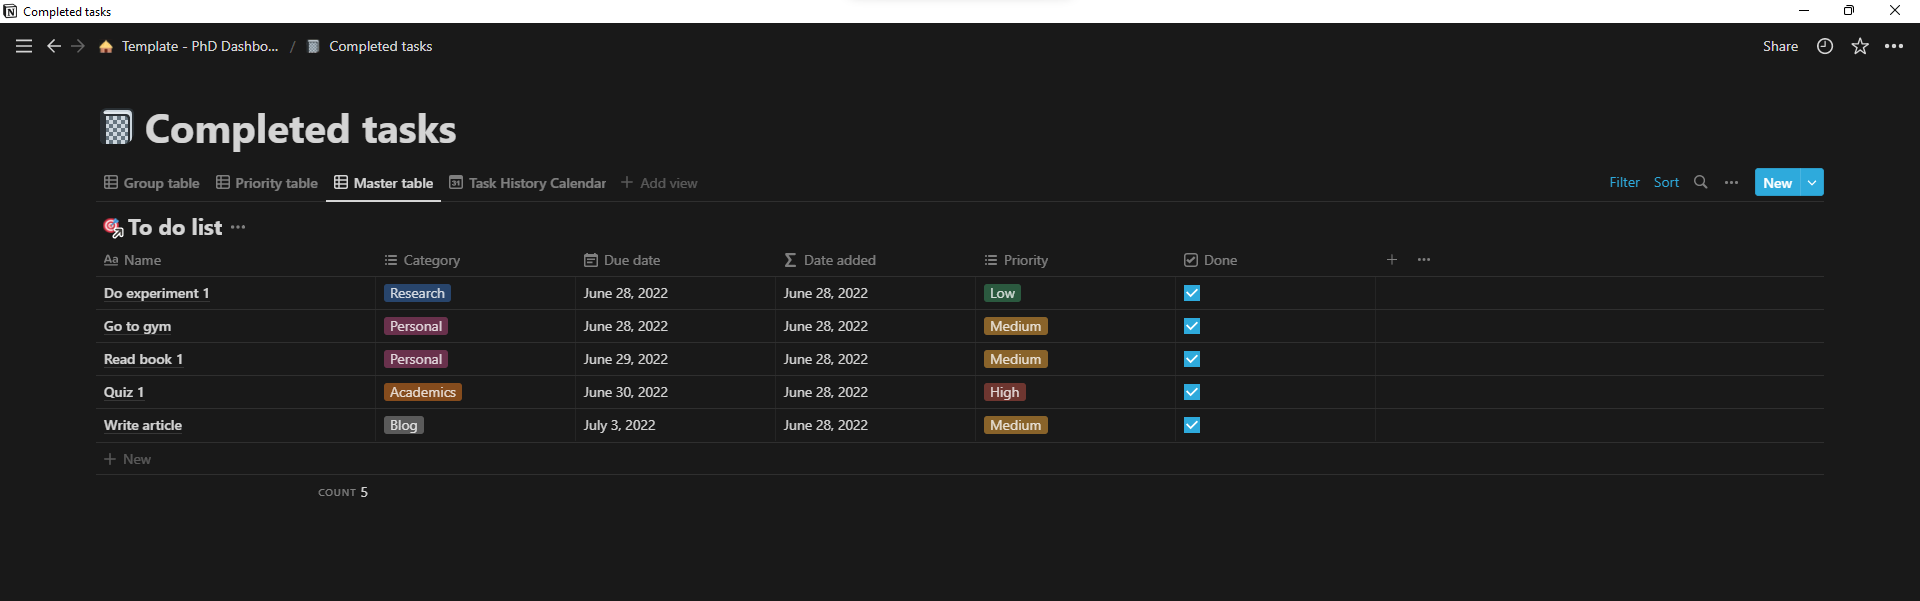 Completed tasks
Template - PhD Dashbo... / Completed tasks Share
Completed tasks
Group table Priority table Master table Task History Calendar + Add view Filter Sort New
To do list
Aa Name Category Due date Date added Priority Done
Do experiment 1 Research June 28, 2022 June 28, 2022 Low
Go to gym Personal June 28, 2022 June 28, 2022 Medium
Read book 1 Personal June 29, 2022 June 28, 2022 Medium
Quiz 1 Academics June 30, 2022 June 28, 2022 High
Write article Blog July 3, 2022 June 28, 2022 Medium
+ New
COUNT 5